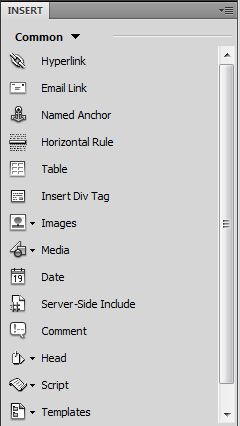 INSERT
Common
Hyperlink
Email Link
Named Anchor
Horizontal Rule
Table
Insert Div Tag
Images
Media
19
Date
Server-Side Include
Comment
Head
Script
Templates